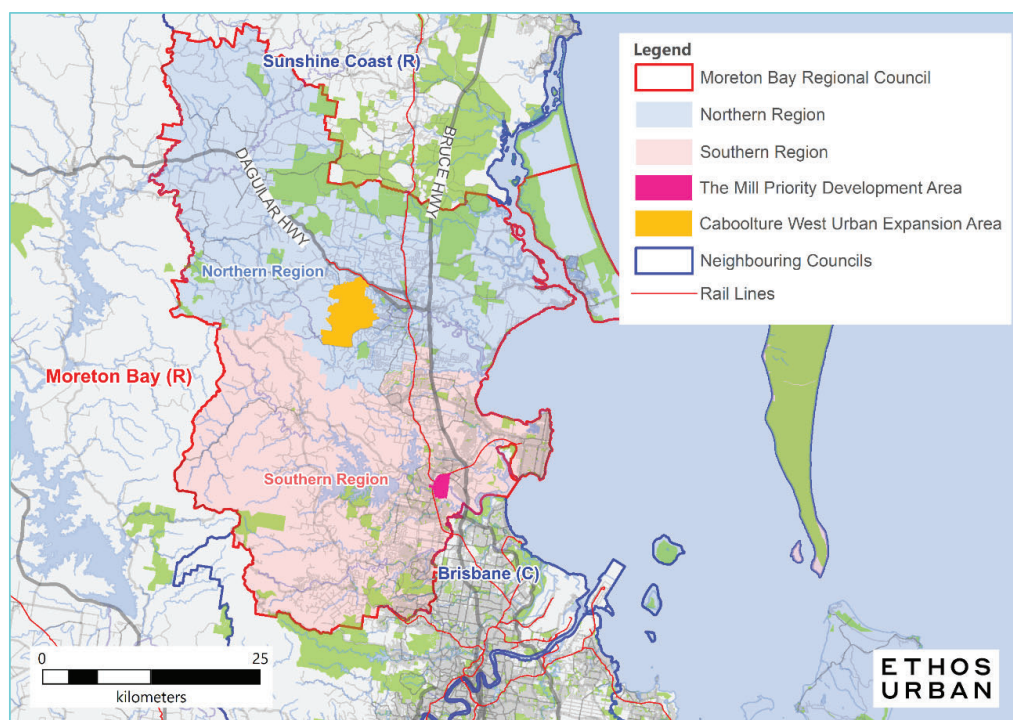 Sunshine Coast (R)
BRUCE HWY
DAGUILAR HWY
Northern Region
Moreton Bay (R)
Southern Region
Brisbane (C)
Legend
Moreton Bay Regional Council
Northern Region
Southern Region
The Mill Priority Development Area
Caboolture West Urban Expansion Area
Neighbouring Councils
Rail Lines
0 25
kilometers
ETHOS
URBAN